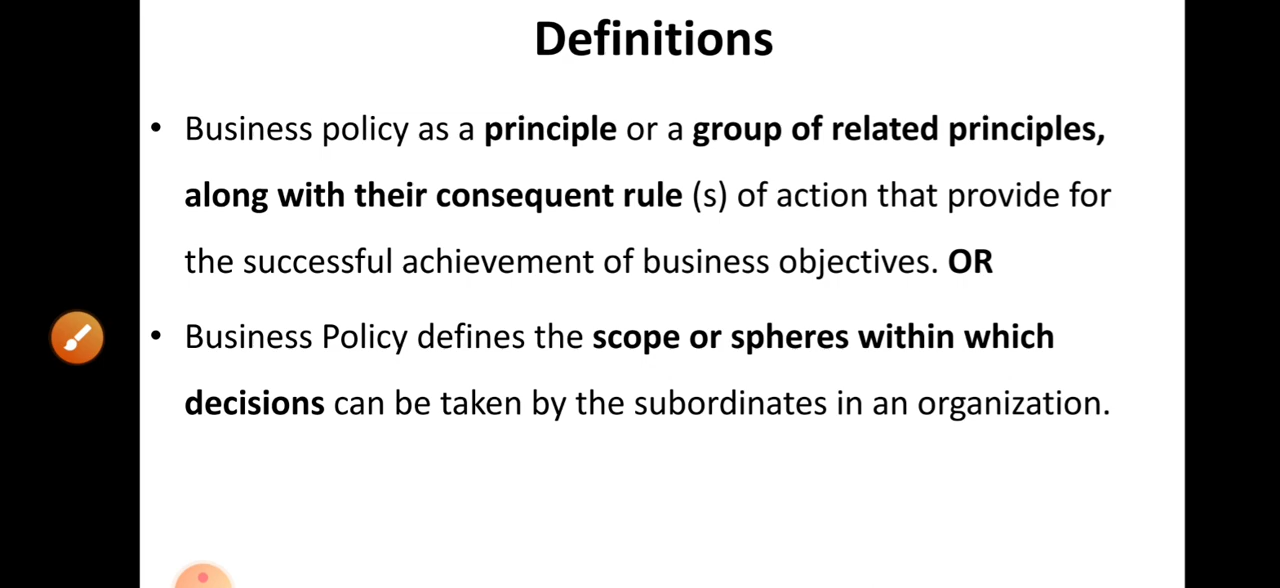 Definitions
• Business policy as a principle or a group of related principles,
along with their consequent rule (s) of action that provide for
the successful achievement of business objectives. OR
• Business Policy defines the scope or spheres within which
decisions can be taken by the subordinates in an organization.